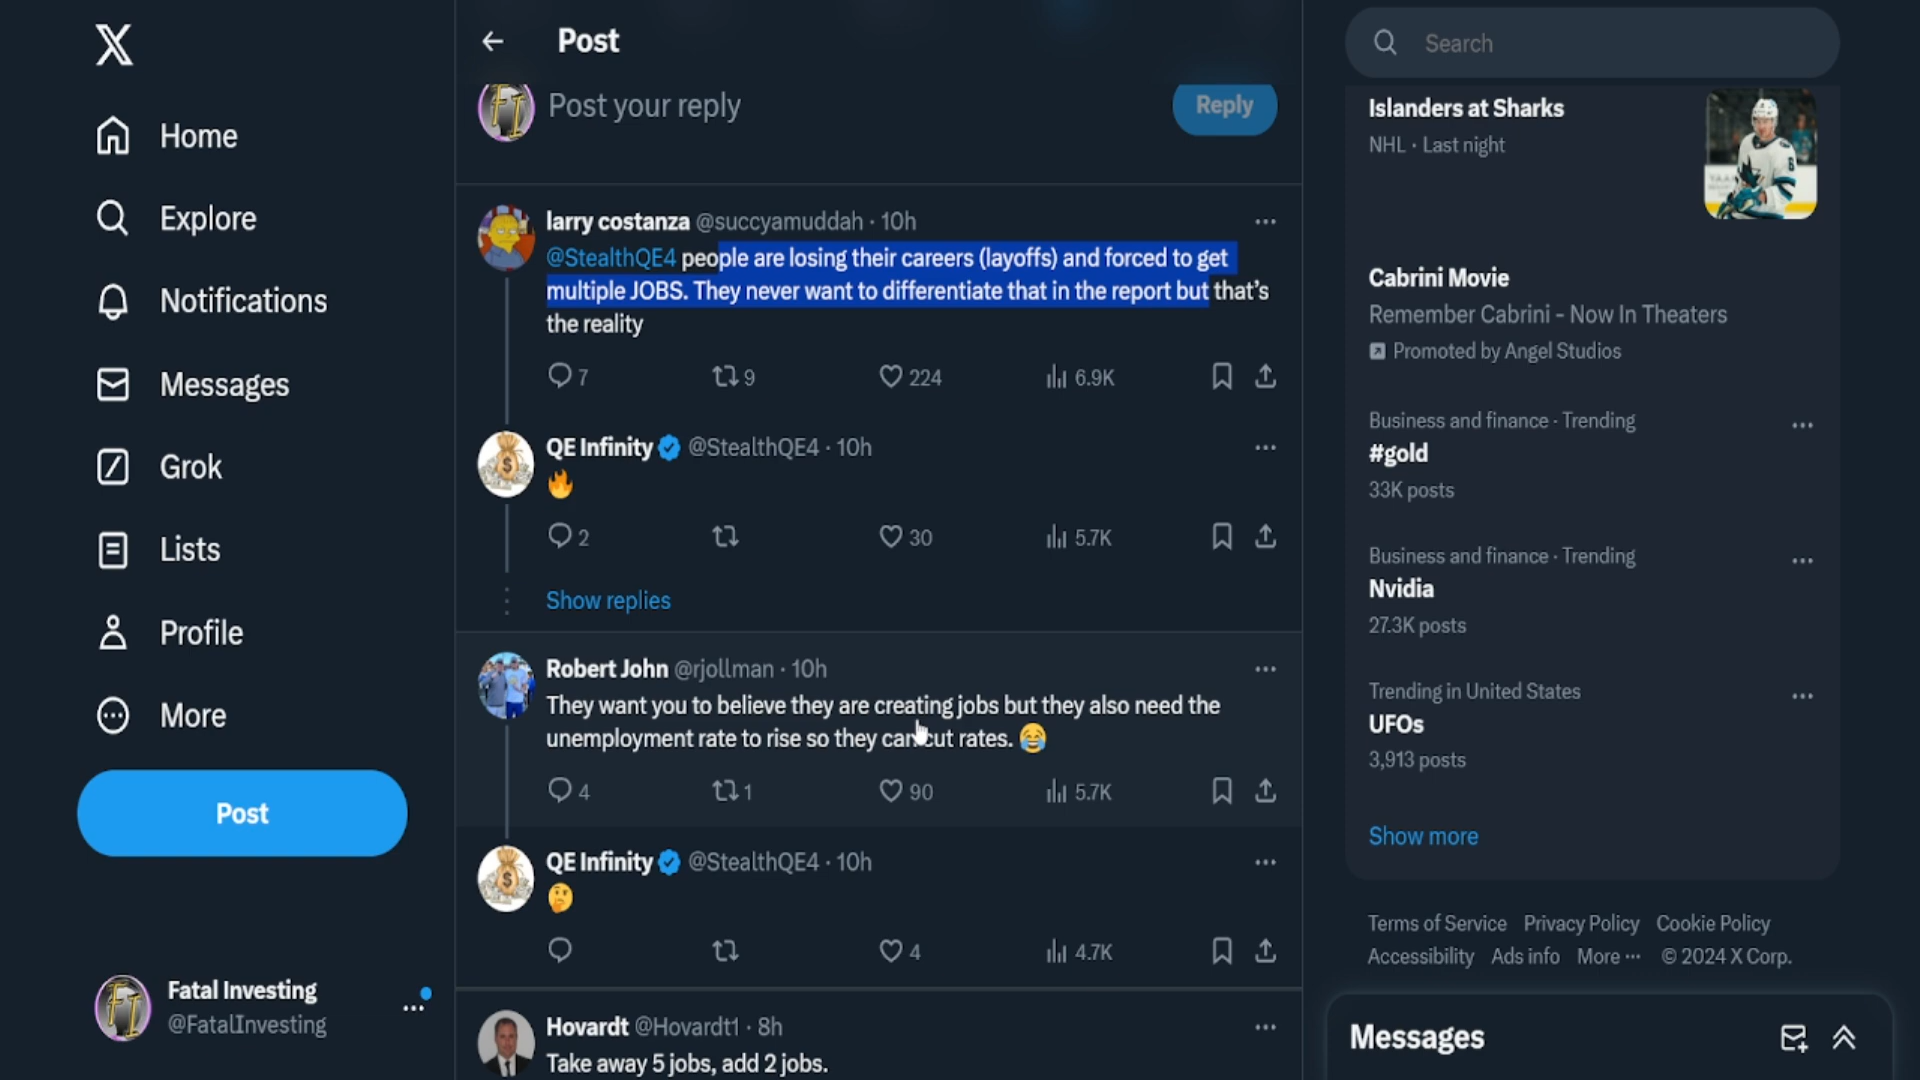 Home
Explore
Notifications
Messages
Grok
Lists
Profile
More
Post
Fatal Investing
@FatalInvesting
Post
Post your reply
Reply
larry costanza @succyamuddah · 10h
@StealthQE4 people are losing their careers (layoffs) and forced to get
multiple JOBS. They never want to differentiate that in the report but that's
the reality
7 9 224 6.9K
QE Infinity @StealthQE4 · 10h
🔥
2 30 5.7K
Show replies
Robert John @rjollman · 10h
They want you to believe they are creating jobs but they also need the
unemployment rate to rise so they can cut rates. 😂
4 1 90 5.7K
QE Infinity @StealthQE4 · 10h
🤔
4 4.7K
Hovardt @Hovardt1 · 8h
Take away 5 jobs, add 2 jobs.
Search
Islanders at Sharks
NHL · Last night
Cabrini Movie
Remember Cabrini - Now In Theaters
Promoted by Angel Studios
Business and finance · Trending
#gold
33K posts
Business and finance · Trending
Nvidia
27.3K posts
Trending in United States
UFOs
3,913 posts
Show more
Terms of Service Privacy Policy Cookie Policy
Accessibility Ads info More ··· © 2024 X Corp.
Messages